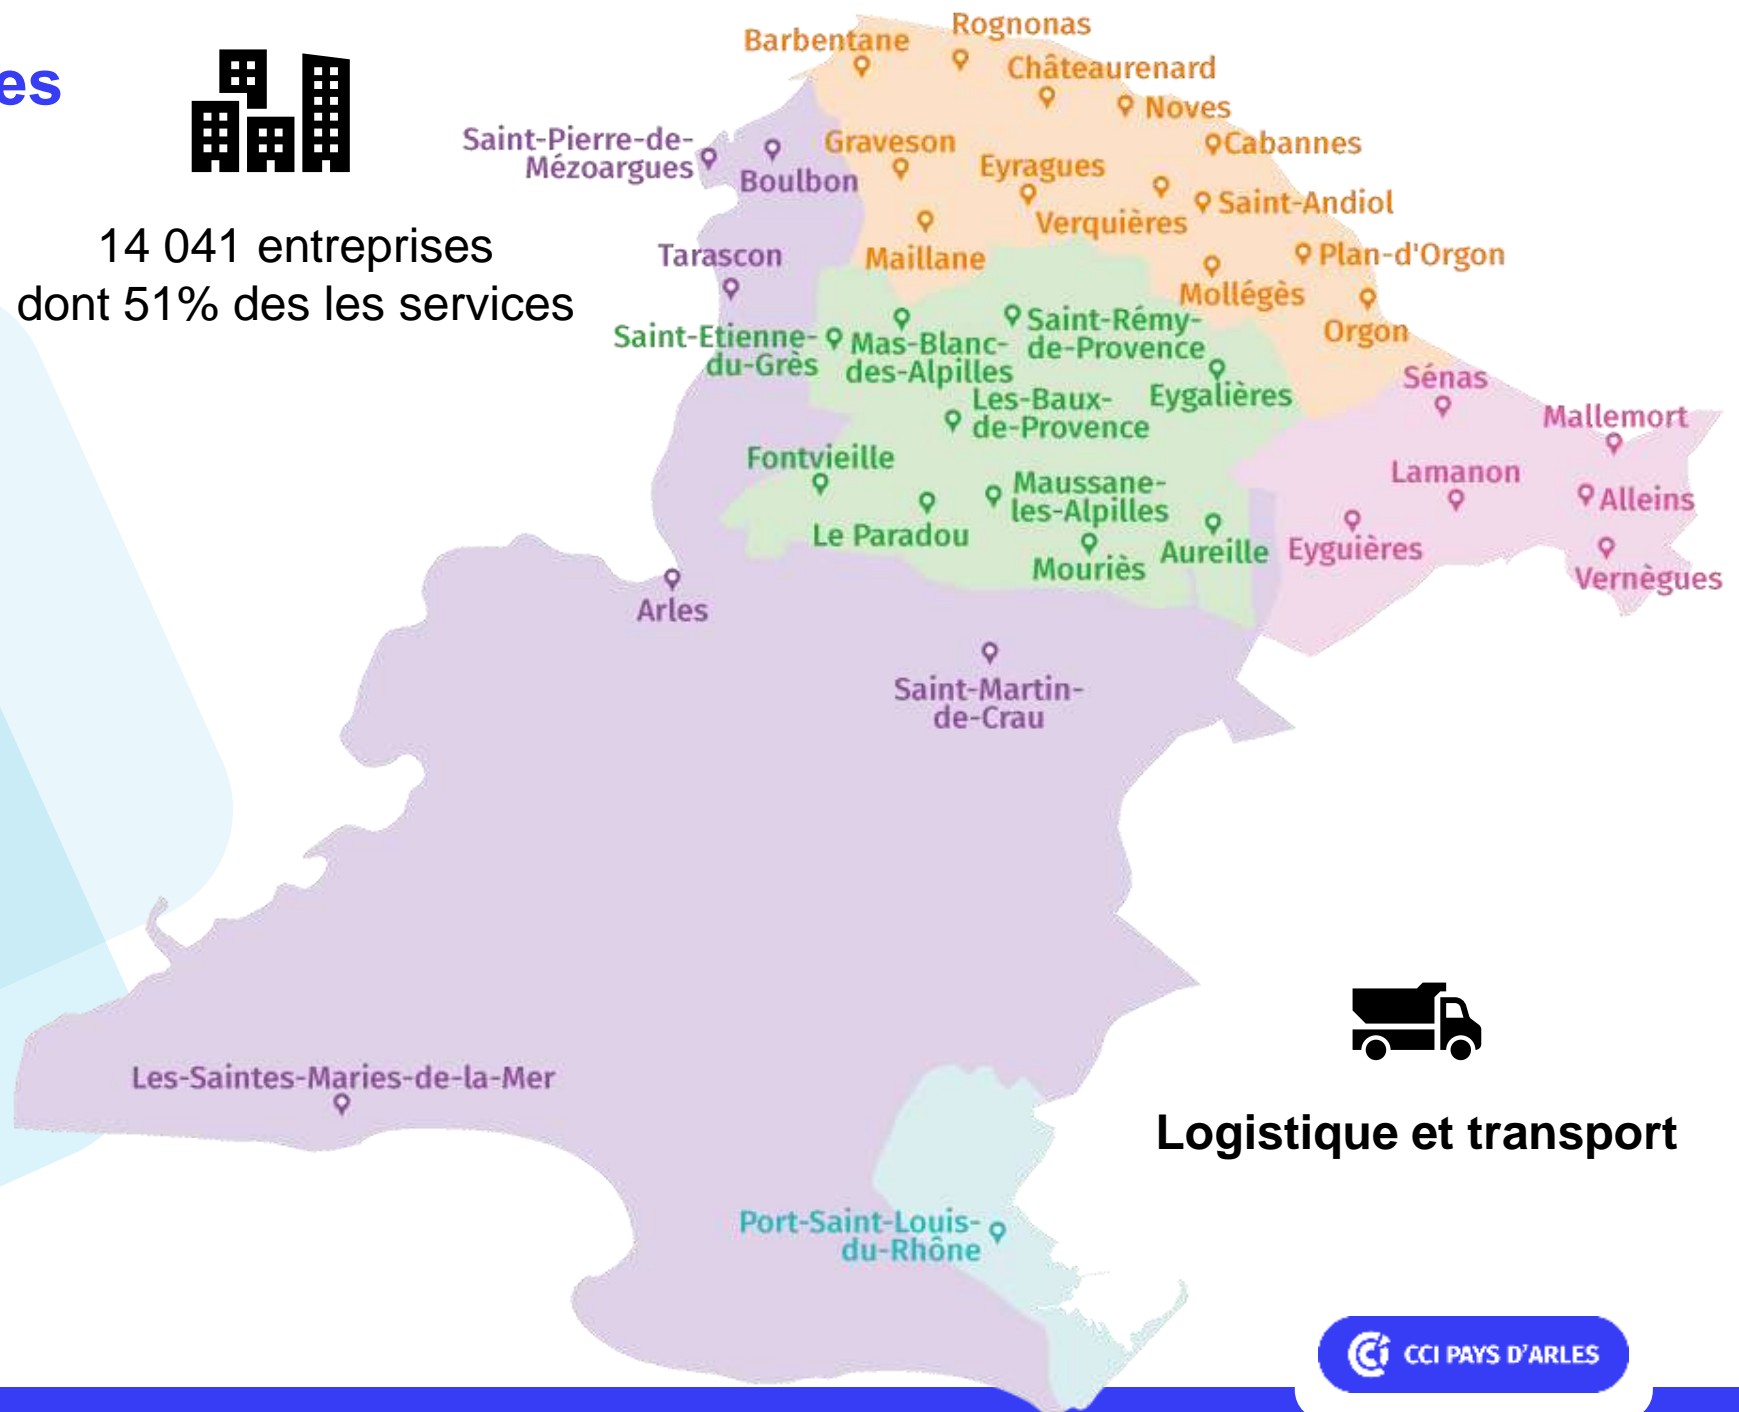 es
14 041 entreprises
dont 51% des les services
Barbentane
Rognonas
Châteaurenard
Noves
Cabannes
Saint-Pierre-de-
Mézoargues
Boulbon
Graveson
Eyragues
Verquières
Saint-Andiol
Tarascon
Maillane
Plan-d'Orgon
Mollégès
Orgon
Saint-Etienne-
du-Grès
Mas-Blanc-
des-Alpilles
Saint-Rémy-
de-Provence
Eygalières
Les-Baux-
de-Provence
Sénas
Mallemort
Fontvieille
Lamanon
Maussane-
les-Alpilles
Alleins
Le Paradou
Mouriès
Aureille
Eyguières
Vernègues
Arles
Saint-Martin-
de-Crau
Les-Saintes-Maries-de-la-Mer
Logistique et transport
Port-Saint-Louis-
du-Rhône
CCI PAYS D'ARLES